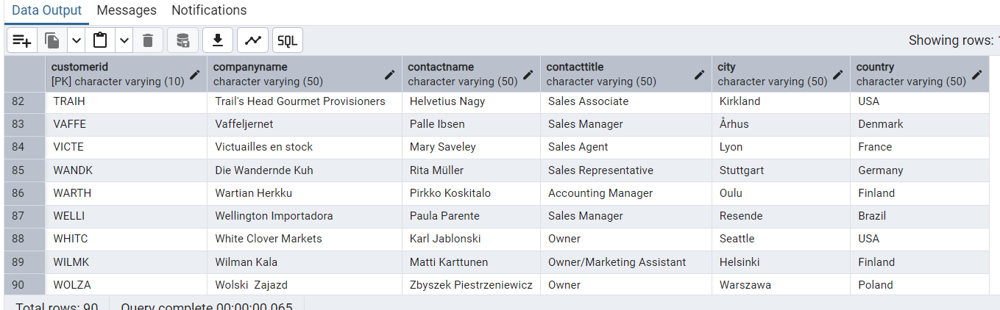 Data Output Messages Notifications
SQL Showing rows: 1
customerid companyname contactname contacttitle city country
[PK] character varying (10) character varying (50) character varying (50) character varying (50) character varying (50) character varying (50)
82 TRAIH Trail's Head Gourmet Provisioners Helvetius Nagy Sales Associate Kirkland USA
83 VAFFE Vaffeljernet Palle Ibsen Sales Manager Århus Denmark
84 VICTE Victuailles en stock Mary Saveley Sales Agent Lyon France
85 WANDK Die Wandernde Kuh Rita Müller Sales Representative Stuttgart Germany
86 WARTH Wartian Herkku Pirkko Koskitalo Accounting Manager Oulu Finland
87 WELLI Wellington Importadora Paula Parente Sales Manager Resende Brazil
88 WHITC White Clover Markets Karl Jablonski Owner Seattle USA
89 WILMK Wilman Kala Matti Karttunen Owner/Marketing Assistant Helsinki Finland
90 WOLZA Wolski  Zajazd Zbyszek Piestrzeniewicz Owner Warszawa Poland
Total rows: 90 Query complete 00:00:00.065